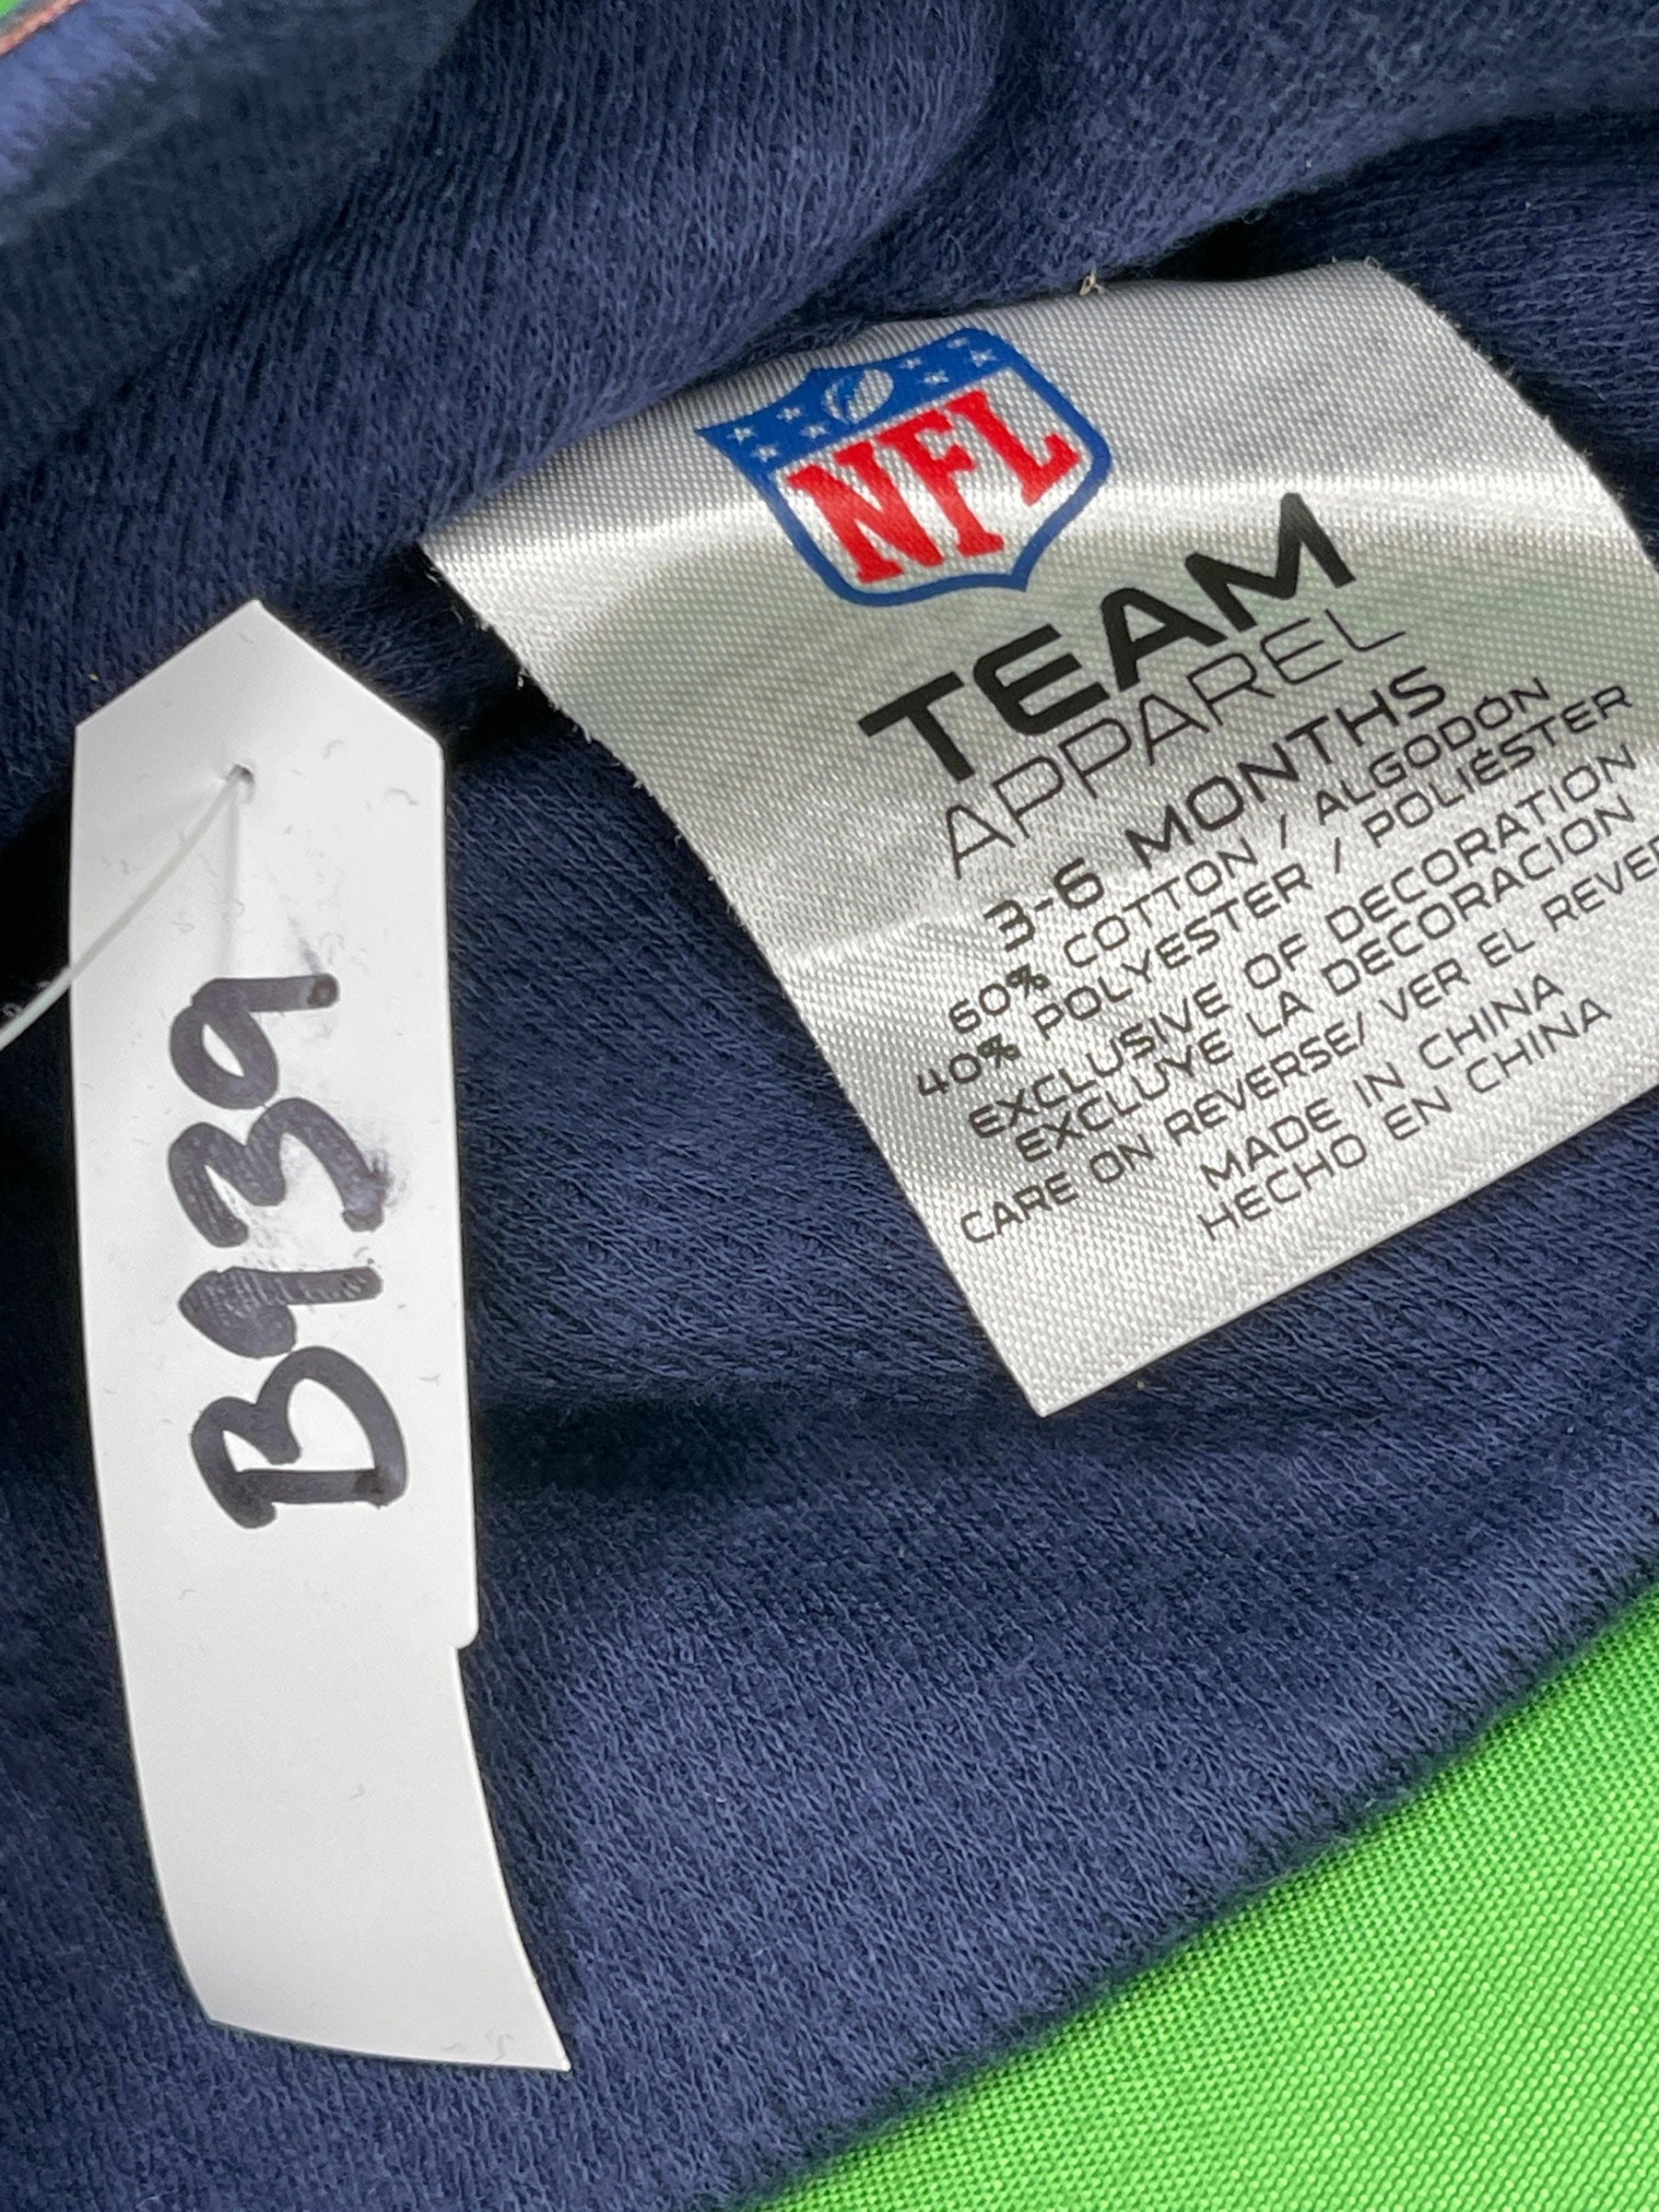 NFL
TEAM
APPAREL
3-6 MONTHS
60% COTTON / ALGODÓN
40% POLYESTER / POLIÉSTER
EXCLUSIVE OF DECORATION
EXCLUYE LA DECORACION
CARE ON REVERSE/ VER EL REVER
MADE IN CHINA
HECHO EN CHINA
B939